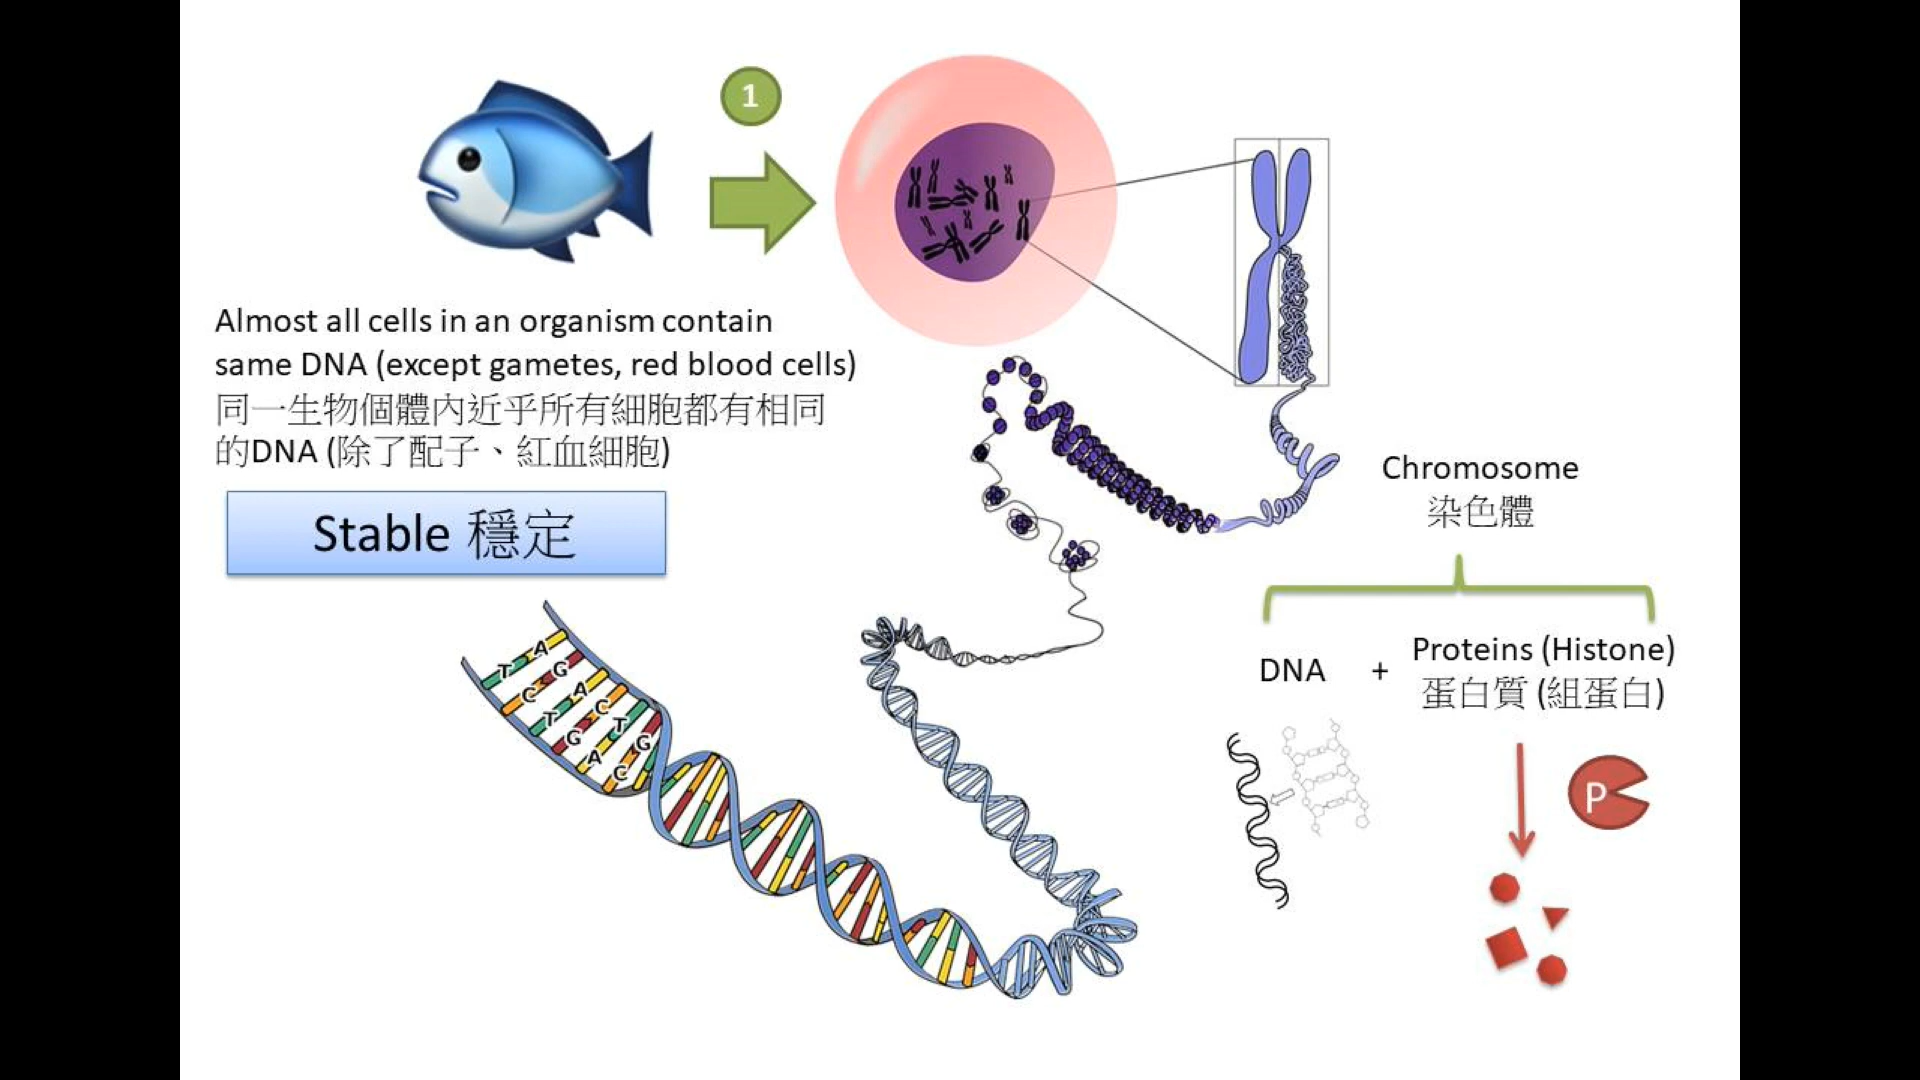 1
Almost all cells in an organism contain
same DNA (except gametes, red blood cells)
同一生物個體內近乎所有細胞都有相同
的DNA (除了配子、紅血細胞)
Stable 穩定
Chromosome
染色體
DNA
+
Proteins (Histone)
蛋白質 (組蛋白)
P
A
T
G
C
A
T
C
G
T
A
G
C